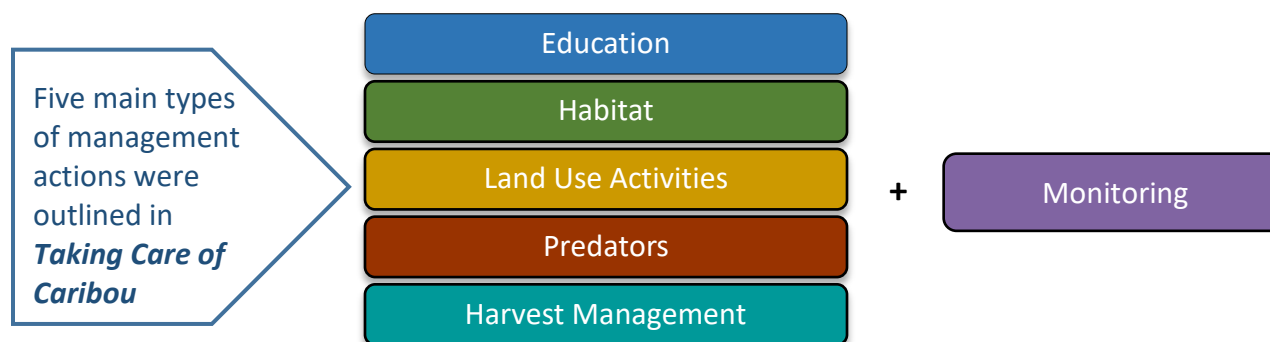 Five main types
of management
actions were
outlined in
Taking Care of
Caribou
Education
Habitat
Land Use Activities
Predators
Harvest Management
+
Monitoring